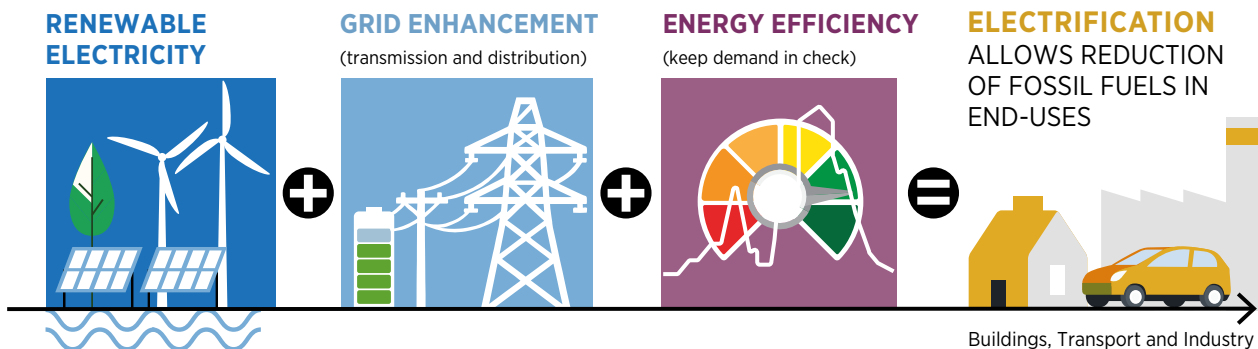 RENEWABLE
ELECTRICITY
GRID ENHANCEMENT
(transmission and distribution)
ENERGY EFFICIENCY
(keep demand in check)
ELECTRIFICATION
ALLOWS REDUCTION
OF FOSSIL FUELS IN
END-USES
Buildings, Transport and Industry